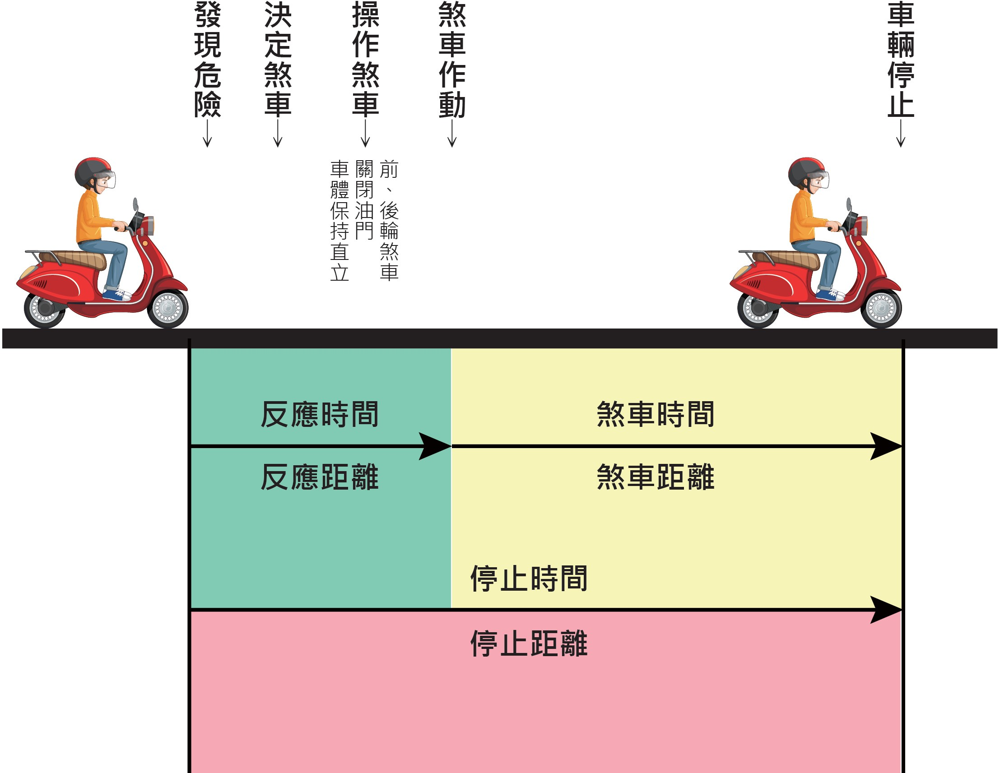 發現危險
決定煞車
操作煞車
煞車作動
車輛停止
前、後輪煞車
關閉油門
車體保持直立
反應時間
煞車時間
反應距離
煞車距離
停止時間
停止距離